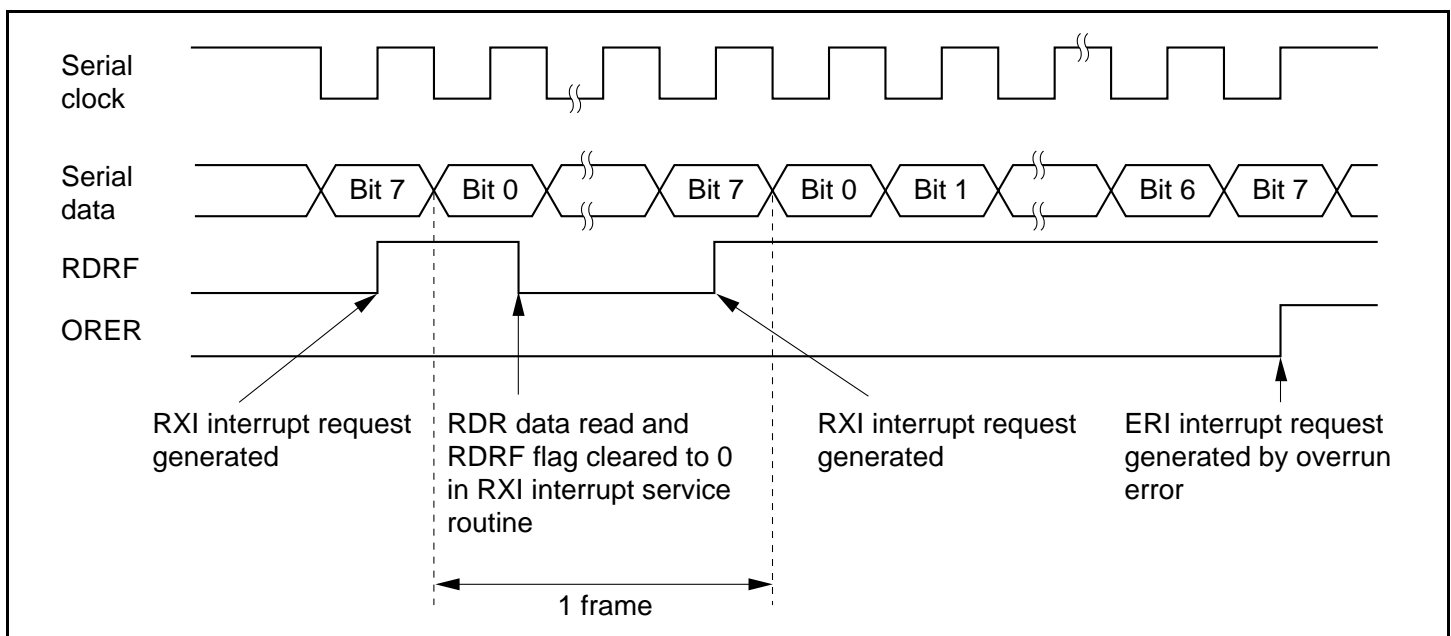 Serial
clock
Serial
data
Bit 7 Bit 0 Bit 7 Bit 0 Bit 1 Bit 6 Bit 7
RDRF
ORER
RXI interrupt request
generated
RDR data read and
RDRF flag cleared to 0
in RXI interrupt service
routine
RXI interrupt request
generated
ERI interrupt request
generated by overrun
error
1 frame